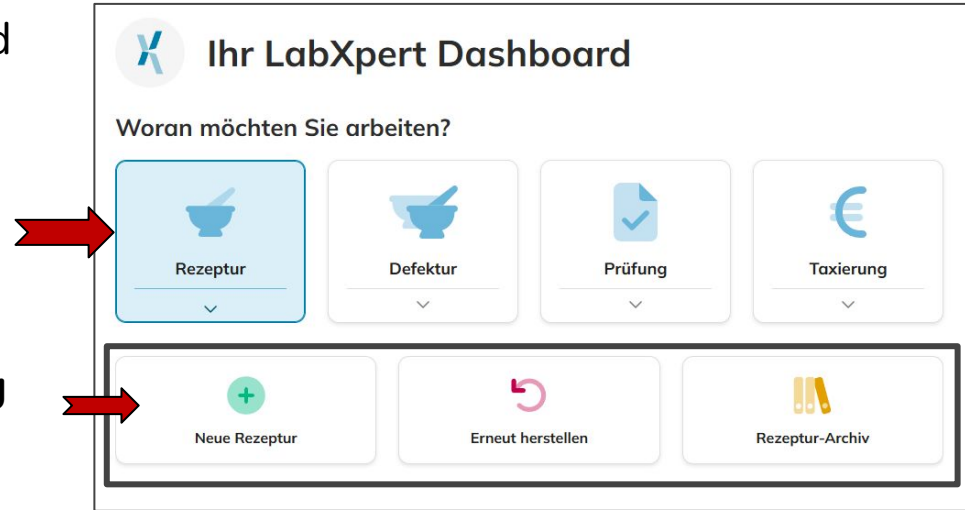 Ihr LabXpert Dashboard
Woran möchten Sie arbeiten?
Rezeptur Defektur Prüfung Taxierung
Neue Rezeptur Erneut herstellen Rezeptur-Archiv